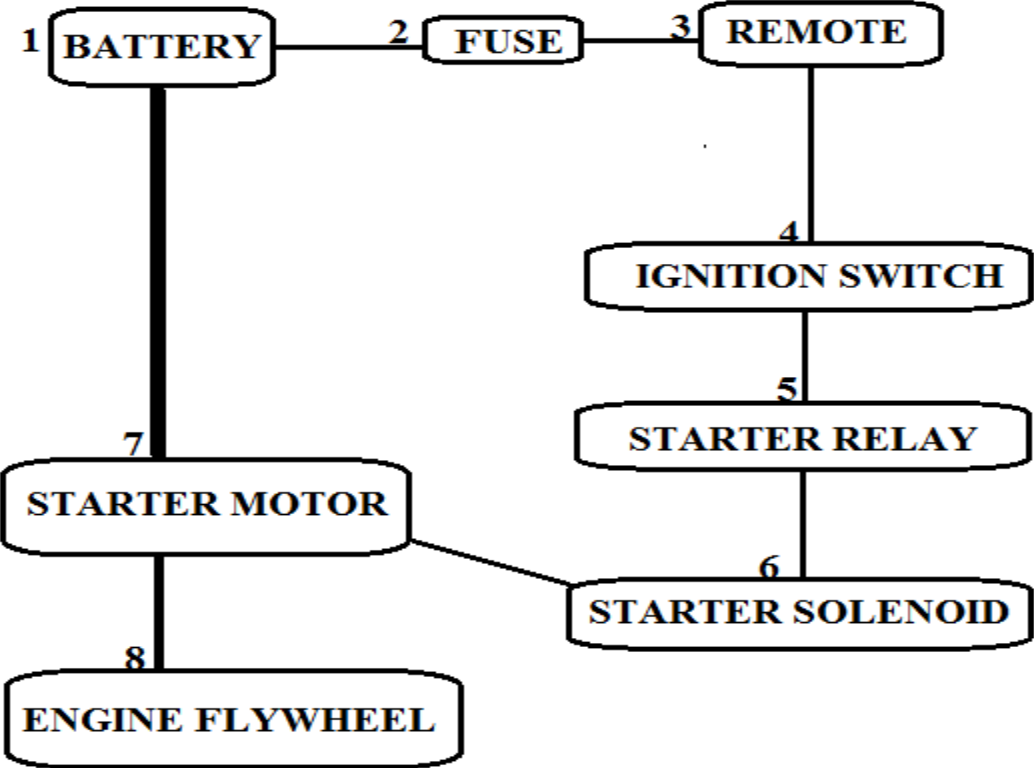 1 BATTERY
2 FUSE
3 REMOTE
4
IGNITION SWITCH
5
STARTER RELAY
6
STARTER SOLENOID
7
STARTER MOTOR
8
ENGINE FLYWHEEL